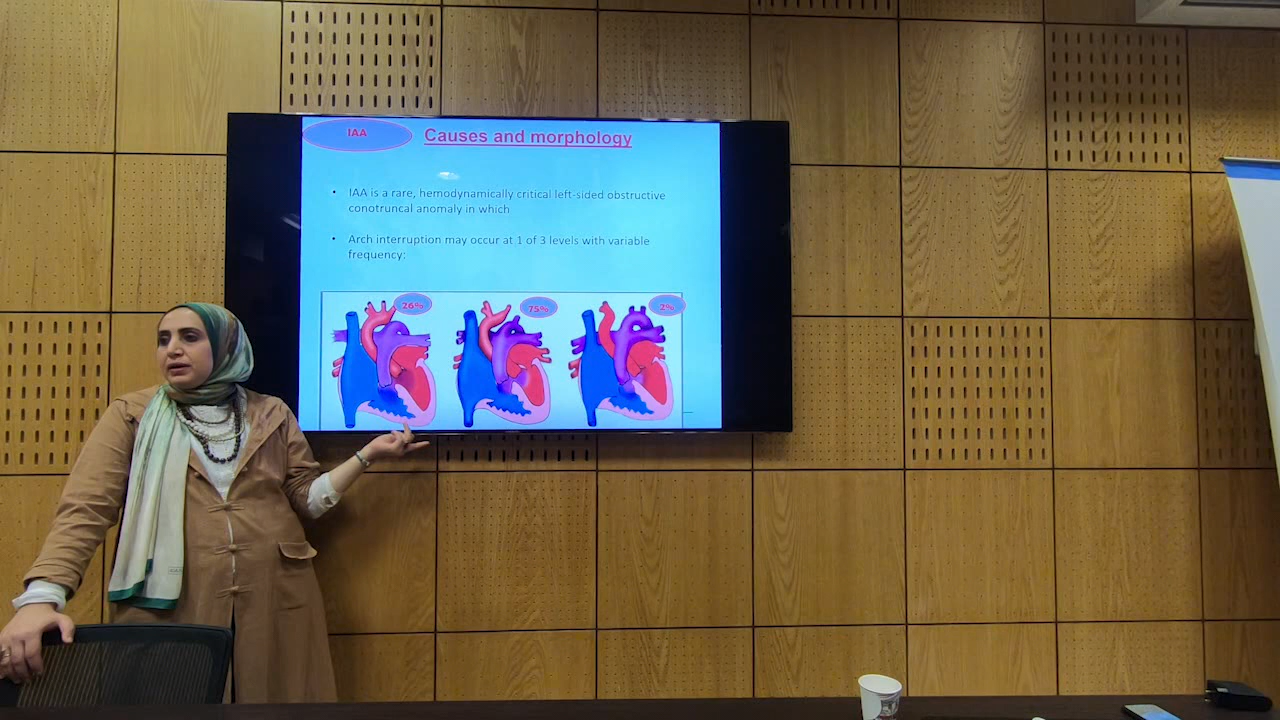 IAA
Causes and morphology
• IAA is a rare, hemodynamically critical left-sided obstructive
conotruncal anomaly in which
• Arch interruption may occur at 1 of 3 levels with variable
frequency:
26%
75%
2%